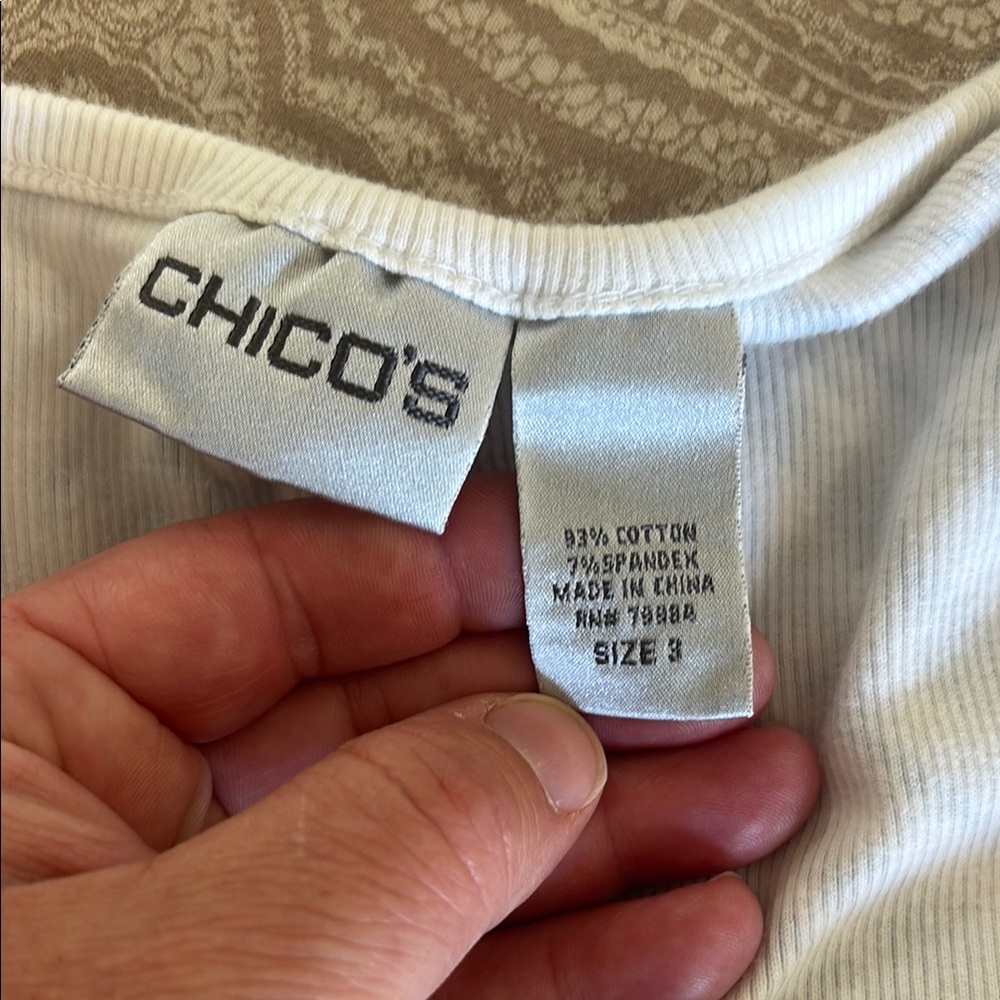 CHICO'S
93% COTTON
7% SPANDEX
MADE IN CHINA
RN# 79984
SIZE 3